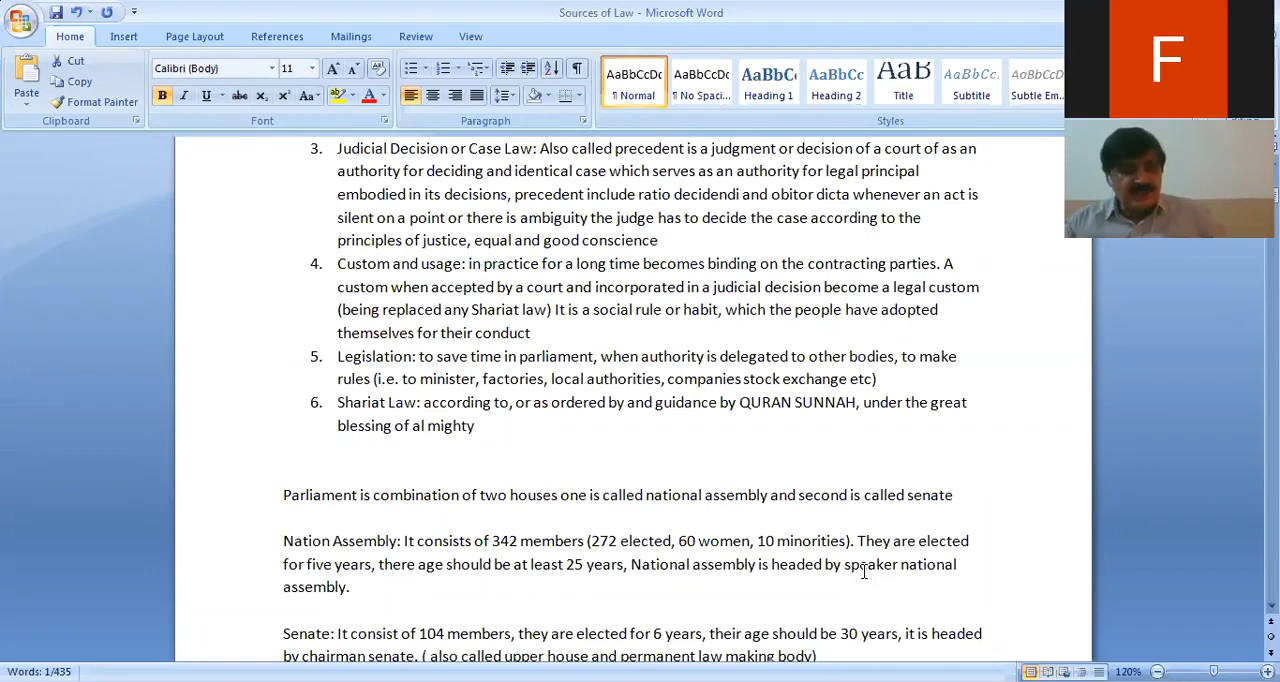 Sources of Law - Microsoft Word
F
Home Insert Page Layout References Mailings Review View
Cut
Copy
Format Painter
Paste
Clipboard
Calibri (Body) 11
B I U abc X₂ X² Aa
Font
Paragraph
AaBbCcDc AaBbCcDc AaBbC AaBbCc AaB AaBbCc AaBbCcD
¶ Normal ¶ No Spaci... Heading 1 Heading 2 Title Subtitle Subtle Em...
Styles
3. Judicial Decision or Case Law: Also called precedent is a judgment or decision of a court of as an
authority for deciding and identical case which serves as an authority for legal principal
embodied in its decisions, precedent include ratio decidendi and obitor dicta whenever an act is
silent on a point or there is ambiguity the judge has to decide the case according to the
principles of justice, equal and good conscience
4. Custom and usage: in practice for a long time becomes binding on the contracting parties. A
custom when accepted by a court and incorporated in a judicial decision become a legal custom
(being replaced any Shariat law) It is a social rule or habit, which the people have adopted
themselves for their conduct
5. Legislation: to save time in parliament, when authority is delegated to other bodies, to make
rules (i.e. to minister, factories, local authorities, companies stock exchange etc)
6. Shariat Law: according to, or as ordered by and guidance by QURAN SUNNAH, under the great
blessing of al mighty
Parliament is combination of two houses one is called national assembly and second is called senate
Nation Assembly: It consists of 342 members (272 elected, 60 women, 10 minorities). They are elected
for five years, there age should be at least 25 years, National assembly is headed by speaker national
assembly.
Senate: It consist of 104 members, they are elected for 6 years, their age should be 30 years, it is headed
by chairman senate. ( also called upper house and permanent law making body)
Words: 1/435
120%